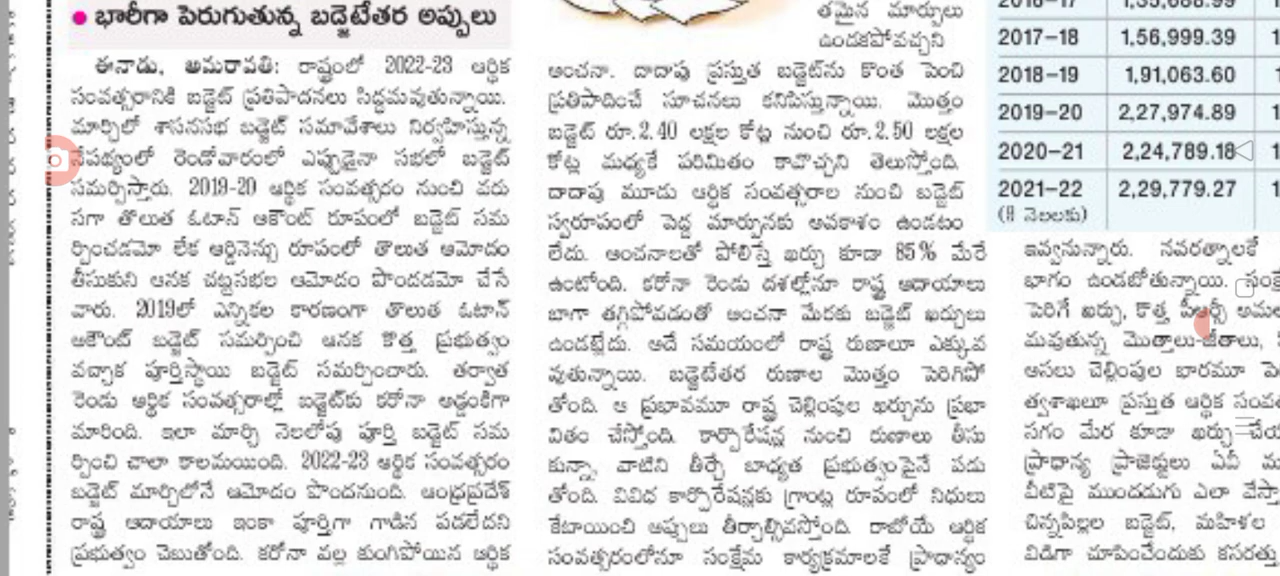 ● భారీగా పెరుగుతున్న బడ్జెటేతర అప్పులు
ఈనాడు, అమరావతి: రాష్ట్రంలో 2022-23 ఆర్థిక
సంవత్సరానికి బడ్జెట్ ప్రతిపాదనలు సిద్ధమవుతున్నాయి.
మార్చిలో శాసనసభ బడ్జెట్ సమావేశాలు నిర్వహిస్తున్న
నేపథ్యంలో రెండోవారంలో ఎప్పుడైనా సభలో బడ్జెట్
సమర్పిస్తారు. 2019-20 ఆర్థిక సంవత్సరం నుంచి వరు
సగా తొలుత ఓటాన్ అకౌంట్ రూపంలో బడ్జెట్ సమ
ర్పించడమో లేక ఆర్డినెన్సు రూపంలో తొలుత ఆమోదం
తీసుకుని ఆనక చట్టసభల ఆమోదం పొందడమో చేసే
వారు. 2019లో ఎన్నికల కారణంగా తొలుత ఓటాన్
అకౌంట్ బడ్జెట్ సమర్పించి ఆనక కొత్త ప్రభుత్వం
వచ్చాక పూర్తిస్థాయి బడ్జెట్ సమర్పించారు. తర్వాత
రెండు ఆర్థిక సంవత్సరాల్లో బడ్జెట్‌కు కరోనా అడ్డంకిగా
మారింది. ఇలా మార్చి నెలలోపు పూర్తి బడ్జెట్ సమ
ర్పించి చాలా కాలమయింది. 2022-23 ఆర్థిక సంవత్సరం
బడ్జెట్ మార్చిలోనే ఆమోదం పొందనుంది. ఆంధ్రప్రదేశ్
రాష్ట్ర ఆదాయాలు ఇంకా పూర్తిగా గాడిన పడలేదని
ప్రభుత్వం చెబుతోంది. కరోనా వల్ల కుంగిపోయిన ఆర్థిక
తమైన మార్పులు
ఉండకపోవచ్చని
అంచనా. దాదాపు ప్రస్తుత బడ్జెట్‌ను కొంత పెంచి
ప్రతిపాదించే సూచనలు కనిపిస్తున్నాయి. మొత్తం
బడ్జెట్ రూ.2.40 లక్షల కోట్ల నుంచి రూ.2.50 లక్షల
కోట్ల మధ్యకే పరిమితం కావొచ్చని తెలుస్తోంది.
దాదాపు మూడు ఆర్థిక సంవత్సరాల నుంచి బడ్జెట్
స్వరూపంలో పెద్ద మార్పునకు అవకాశం ఉండటం
లేదు. అంచనాలతో పోలిస్తే ఖర్చు కూడా 85% మేరే
ఉంటోంది. కరోనా రెండు దశల్లోనూ రాష్ట్ర ఆదాయాలు
బాగా తగ్గిపోవడంతో అంచనా మేరకు బడ్జెట్ ఖర్చులు
ఉండట్లేదు. అదే సమయంలో రాష్ట్ర రుణాలూ ఎక్కువ
వుతున్నాయి. బడ్జెటేతర రుణాల మొత్తం పెరిగిపో
తోంది. ఆ ప్రభావమూ రాష్ట్ర చెల్లింపుల ఖర్చును ప్రభా
వితం చేస్తోంది. కార్పొరేషన్ల నుంచి రుణాలు తీసు
కున్నా, వాటిని తీర్చే బాధ్యత ప్రభుత్వంపైనే పడు
తోంది. వివిధ కార్పొరేషన్లకు గ్రాంట్ల రూపంలో నిధులు
కేటాయించి అప్పులు తీర్చాల్సివస్తోంది. రాబోయే ఆర్థిక
సంవత్సరంలోనూ సంక్షేమ కార్యక్రమాలకే ప్రాధాన్యం
2016-17 1,35,688.99
2017-18 1,56,999.39
2018-19 1,91,063.60
2019-20 2,27,974.89
2020-21 2,24,789.18
2021-22 2,29,779.27
(8 నెలలకు)
ఇవ్వనున్నారు. నవరత్నాలకే
భాగం ఉండబోతున్నాయి.
పెరిగే ఖర్చు, కొత్త పీఆర్సీ
మవుతున్న మొత్తాలు-జీతాలు,
అసలు చెల్లింపుల భారమూ
త్వశాఖలూ ప్రస్తుత ఆర్థిక
సగం మేర కూడా ఖర్చు
ప్రాధాన్య ప్రాజెక్టులు ఏవీ
వీటిపై ముందడుగు ఎలా
చిన్నపిల్లల బడ్జెట్, మహిళల
విడిగా చూపించేందుకు కసరత్తు